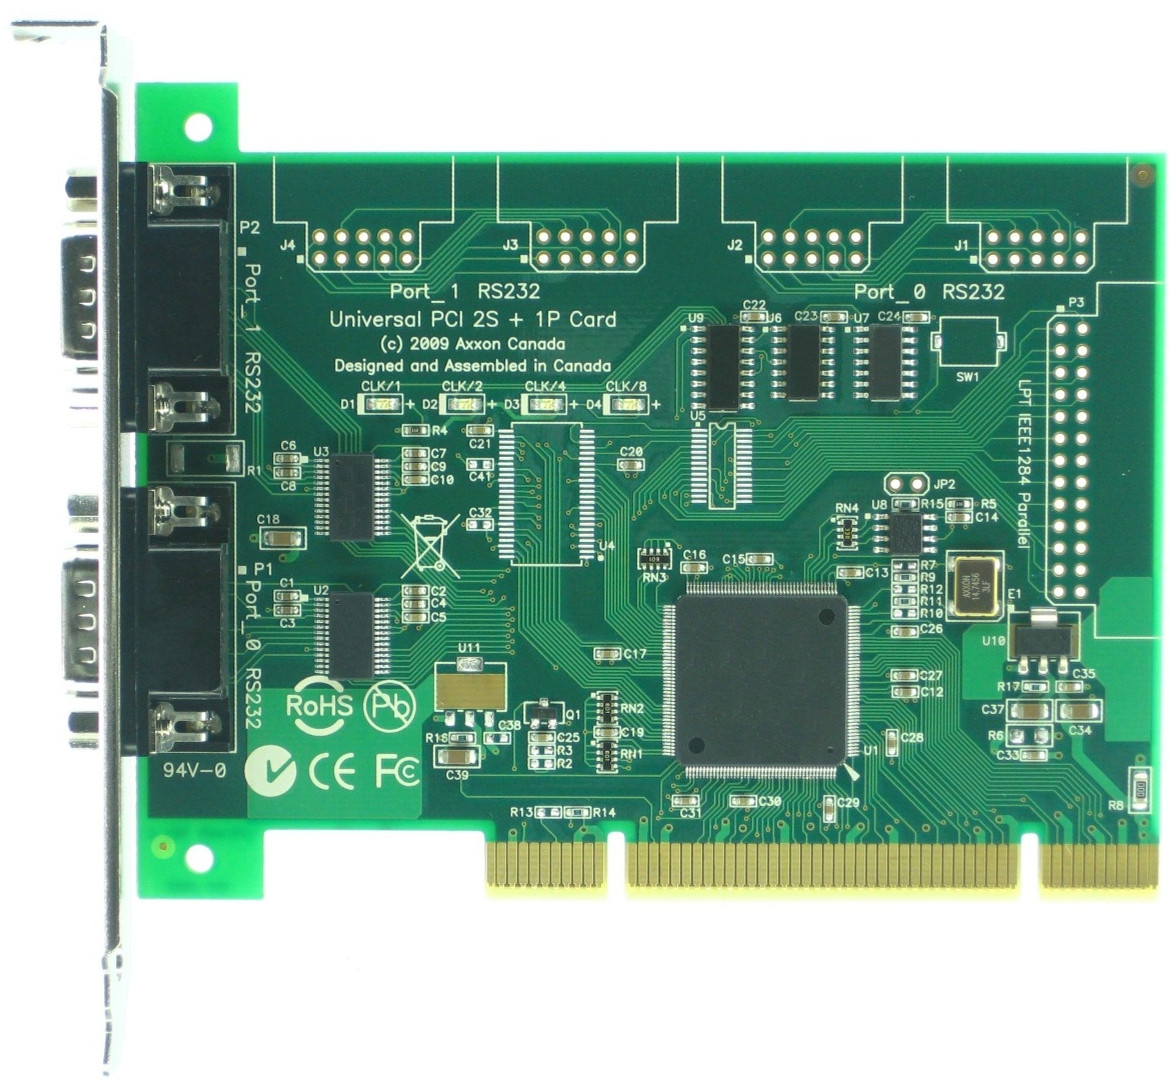 P2
J4
J3
J2
J1
Port_1 RS232
Port_1 RS232
Port_0 RS232
P3
Universal PCI 2S + 1P Card
(c) 2009 Axxon Canada
Designed and Assembled in Canada
U9
C22
U6
C23
U7
C24
SW1
CLK/1
CLK/2
CLK/4
CLK/8
D1
+
D2
+
D3
+
D4
+
U5
LPT IEEE1284 Parallel
R4
C21
C6
U3
C7
C9
C10
C8
R1
C41
C20
JP2
C18
C32
U4
RN4
U8
R15
R5
C14
P1
Port_0 RS232
RN3
C16
C15
C13
R7
R9
R12
R11
R10
C26
AXXON
14.7456
3LF
E1
C1
U2
C3
C2
C4
C5
U11
C17
U10
C27
C12
R17
C35
RoHS
Pb
Q1
RN2
C37
C34
R18
C38
C25
C19
R3
R2
RN1
U1
C28
R6
C33
94V-0
CE
FC
C39
R13
R14
C31
C30
C29
R8
000